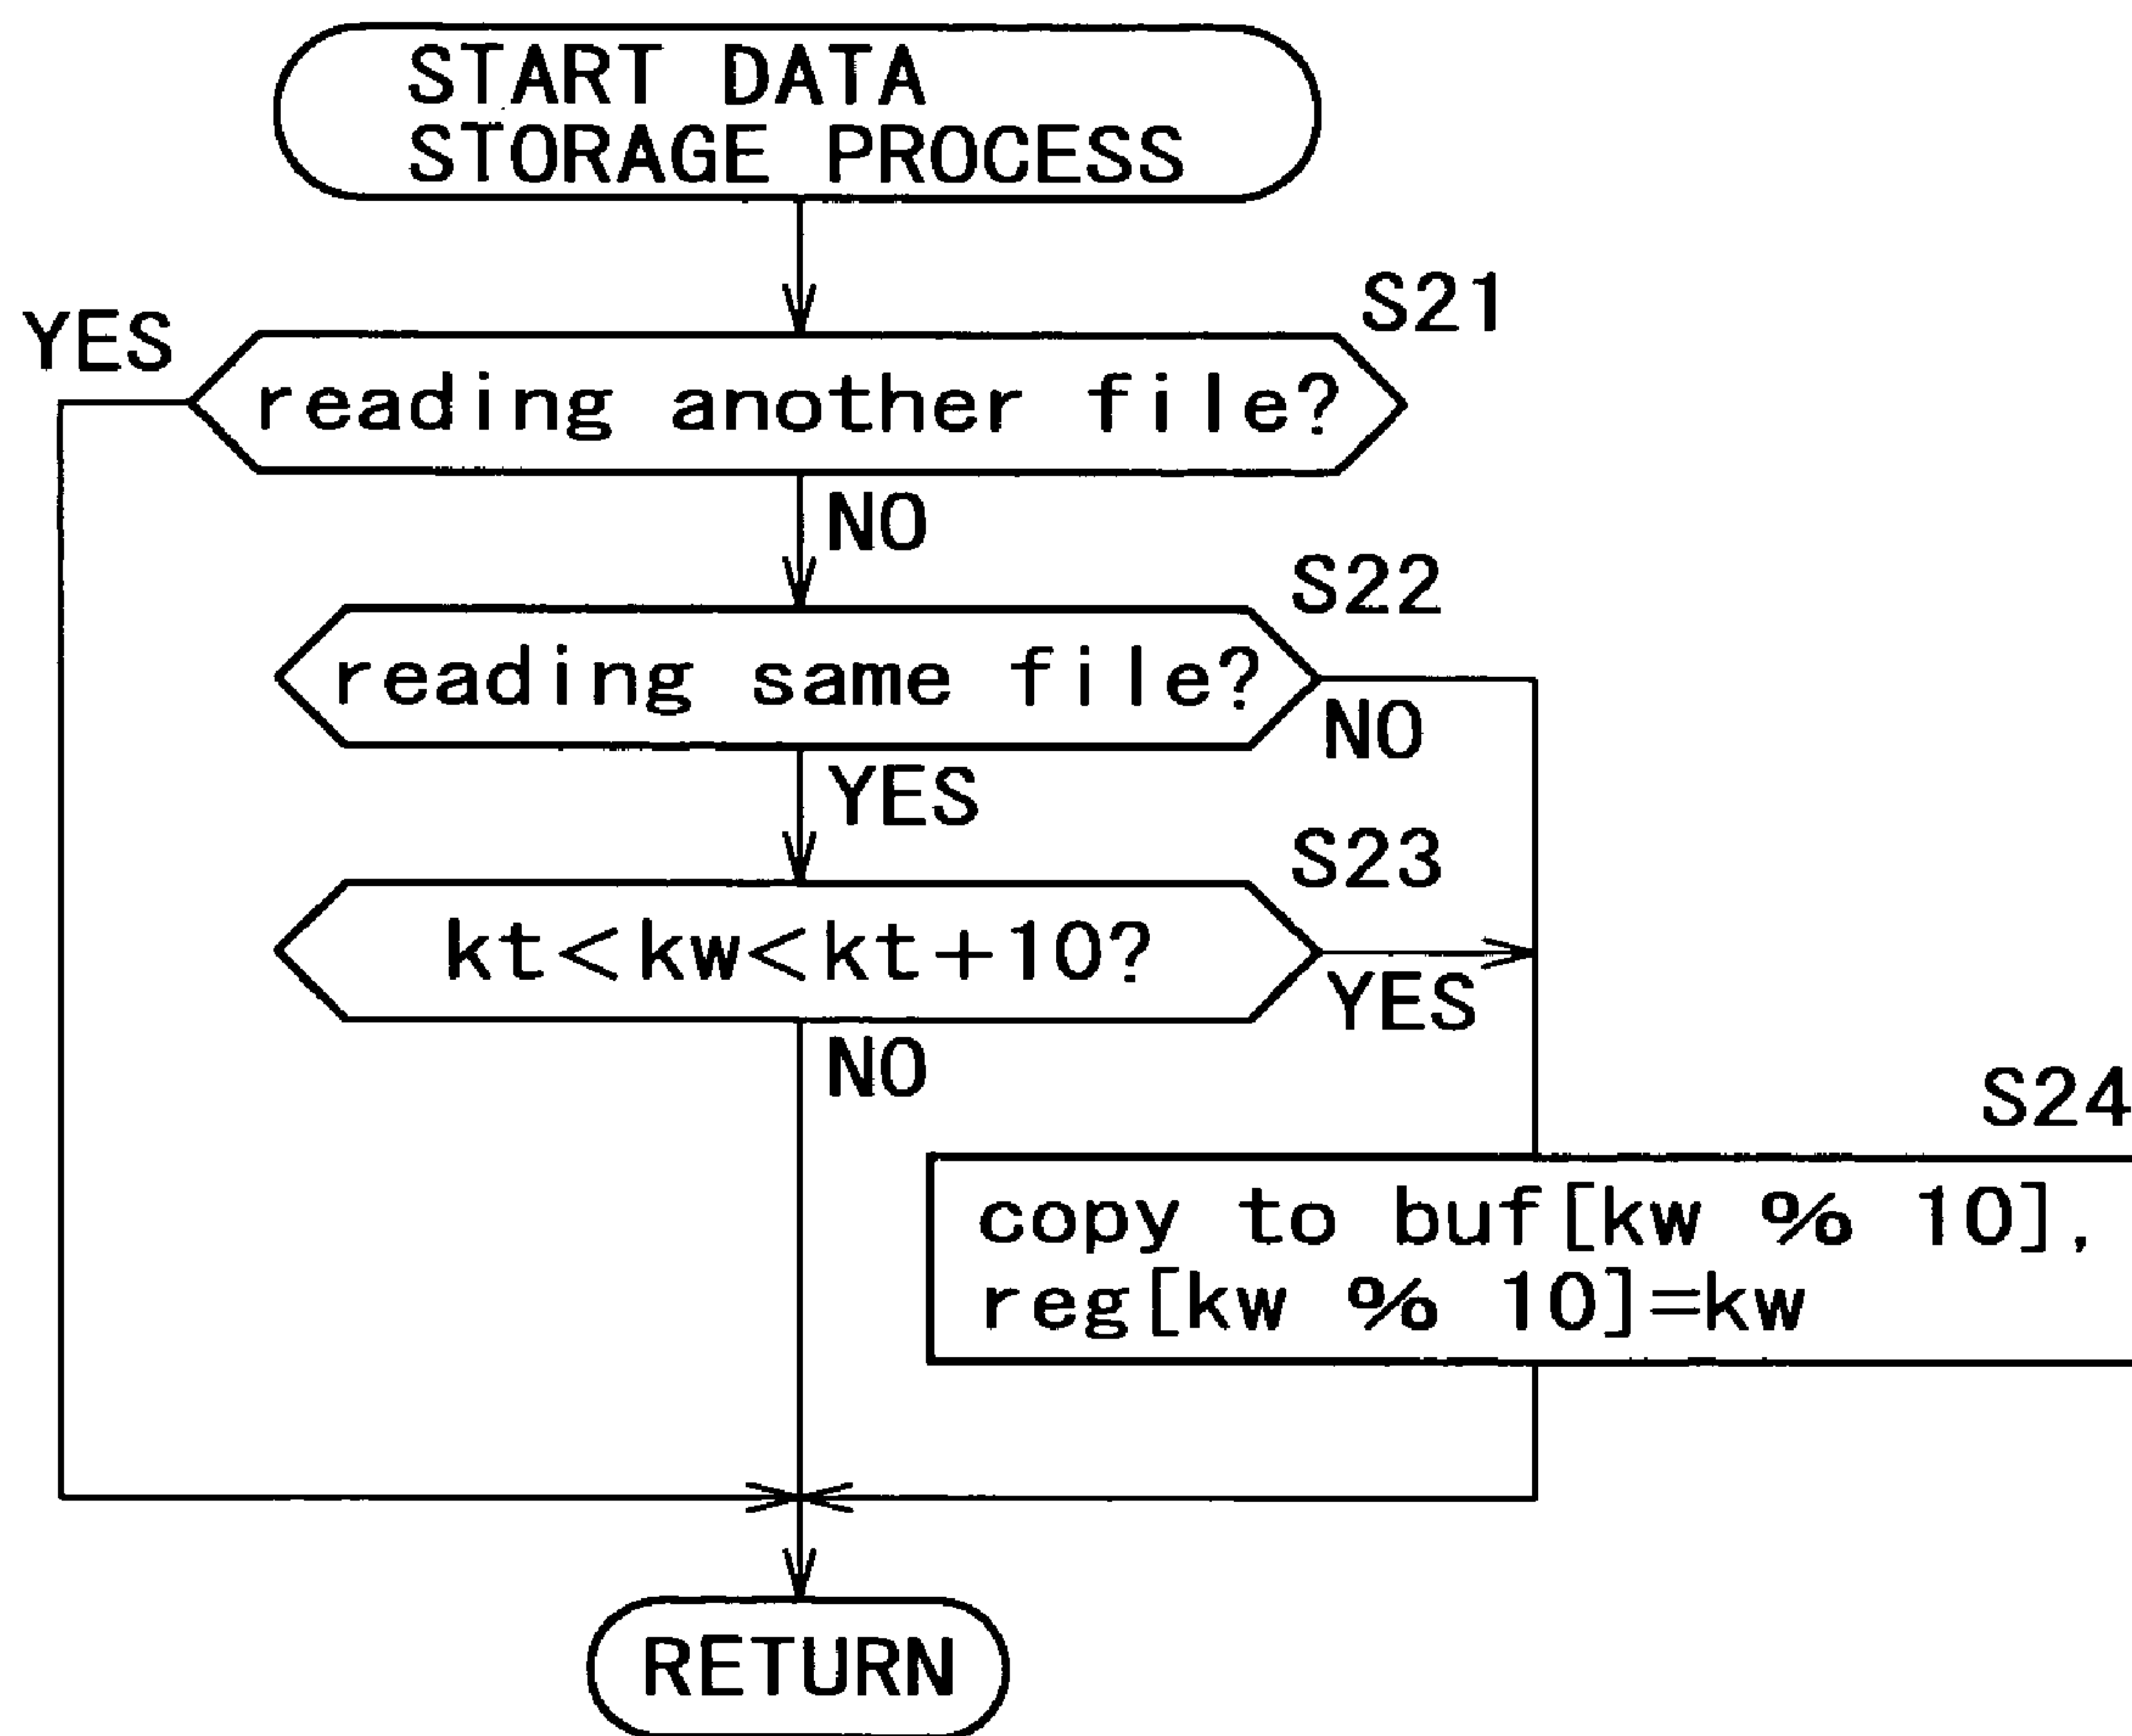 START DATA
STORAGE PROCESS
S21
YES
reading another file?
NO
S22
reading same file?
NO
YES
S23
kt<kw<kt+10?
YES
NO
S24
copy to buf[kw % 10],
reg[kw % 10]=kw
RETURN